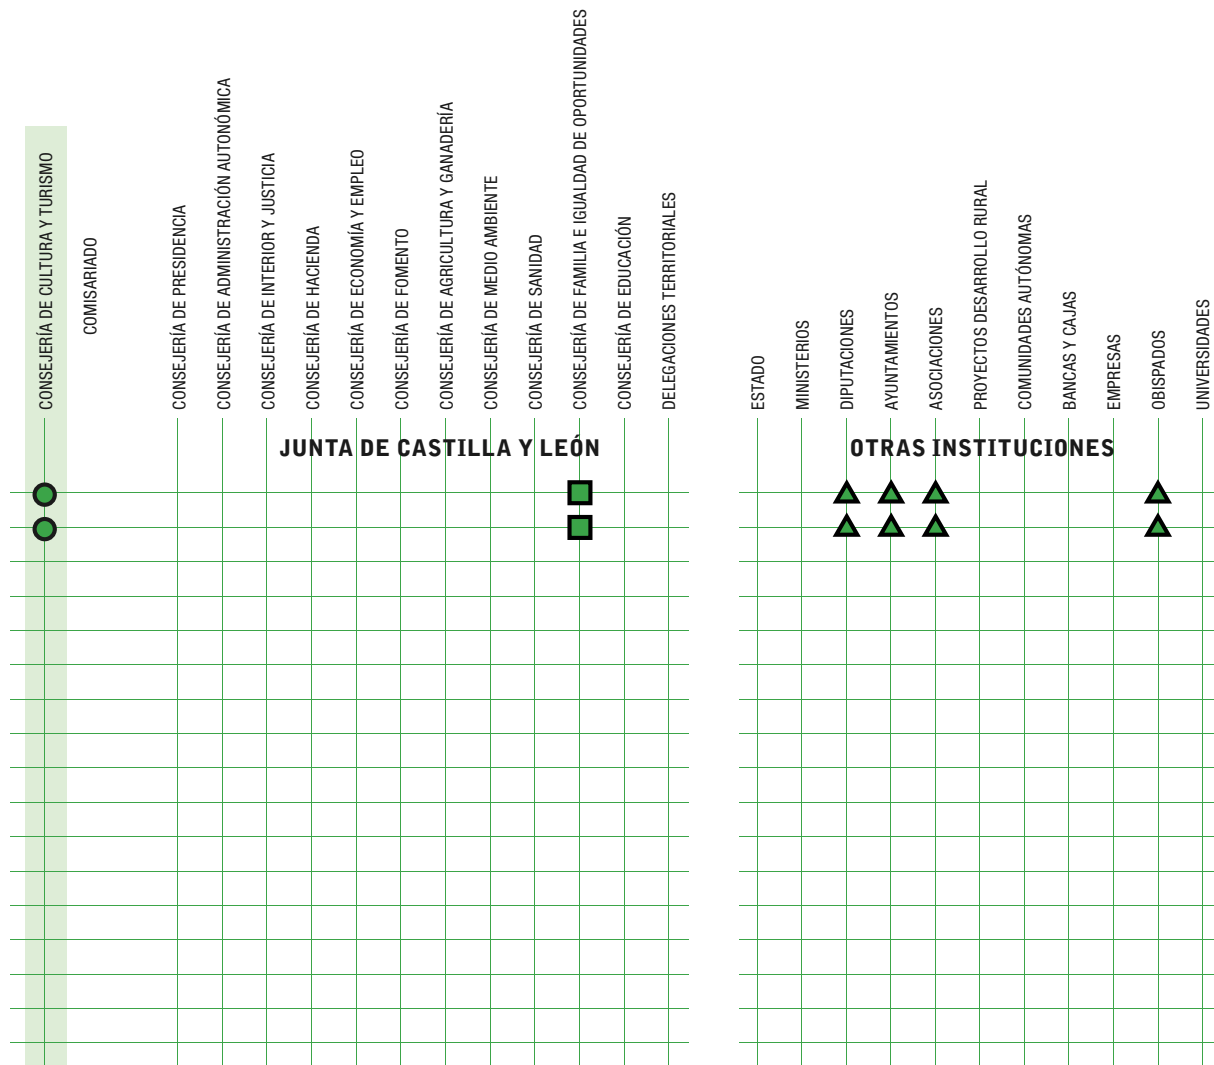 CONSEJERÍA DE CULTURA Y TURISMO
COMISARIADO
CONSEJERÍA DE PRESIDENCIA
CONSEJERÍA DE ADMINISTRACIÓN AUTONÓMICA
CONSEJERÍA DE INTERIOR Y JUSTICIA
CONSEJERÍA DE HACIENDA
CONSEJERÍA DE ECONOMÍA Y EMPLEO
CONSEJERÍA DE FOMENTO
CONSEJERÍA DE AGRICULTURA Y GANADERÍA
CONSEJERÍA DE MEDIO AMBIENTE
CONSEJERÍA DE SANIDAD
CONSEJERÍA DE FAMILIA E IGUALDAD DE OPORTUNIDADES
CONSEJERÍA DE EDUCACIÓN
DELEGACIONES TERRITORIALES
ESTADO
MINISTERIOS
DIPUTACIONES
AYUNTAMIENTOS
ASOCIACIONES
PROYECTOS DESARROLLO RURAL
COMUNIDADES AUTÓNOMAS
BANCAS Y CAJAS
EMPRESAS
OBISPADOS
UNIVERSIDADES
JUNTA DE CASTILLA Y LEÓN
OTRAS INSTITUCIONES